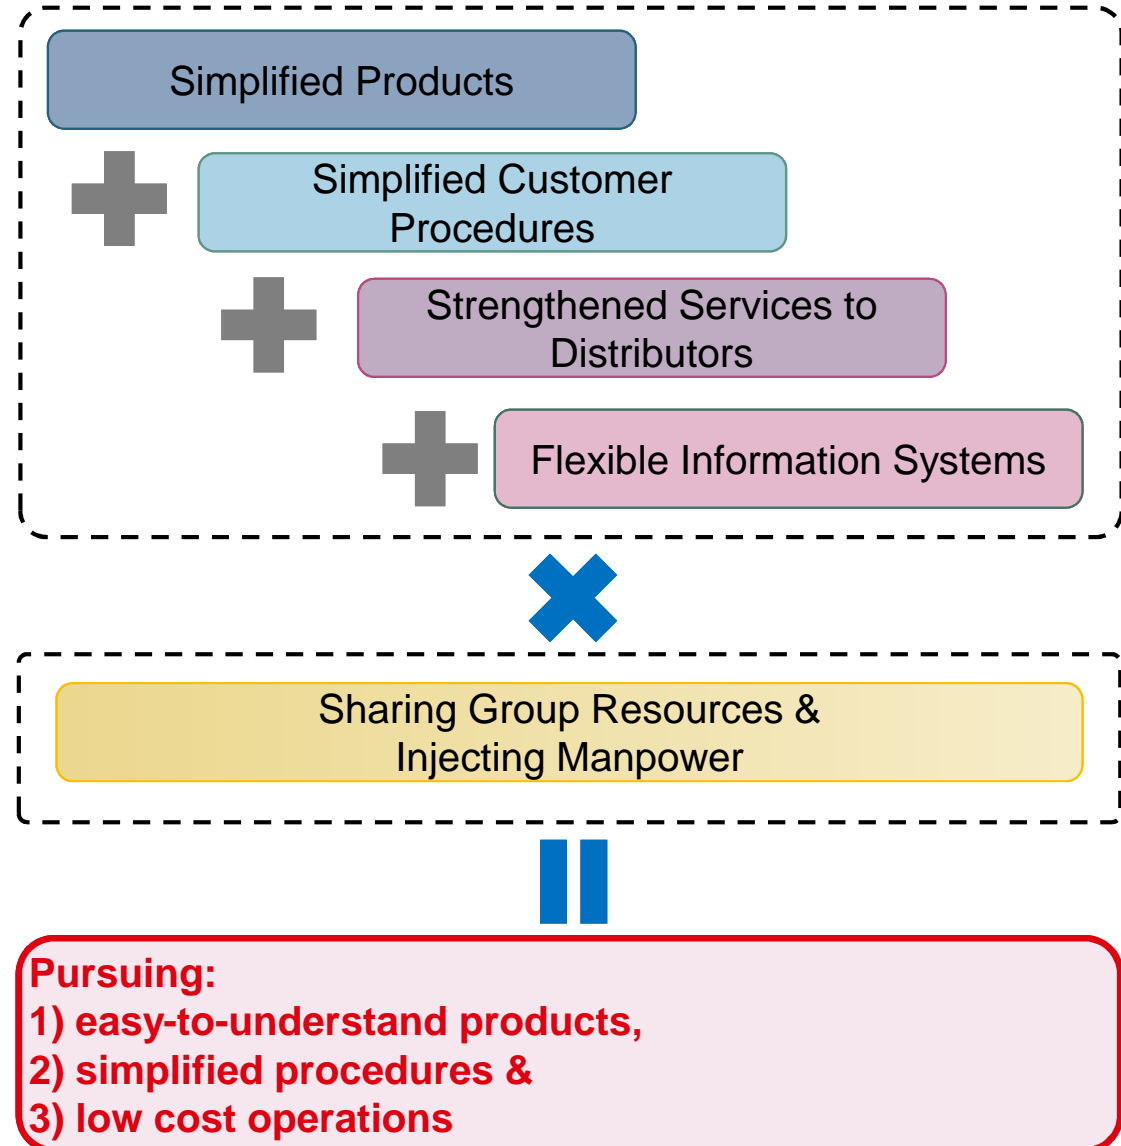 Simplified Products
Simplified Customer
Procedures
Strengthened Services to
Distributors
Flexible Information Systems
Sharing Group Resources &
Injecting Manpower
Pursuing:
1) easy-to-understand products,
2) simplified procedures &
3) low cost operations